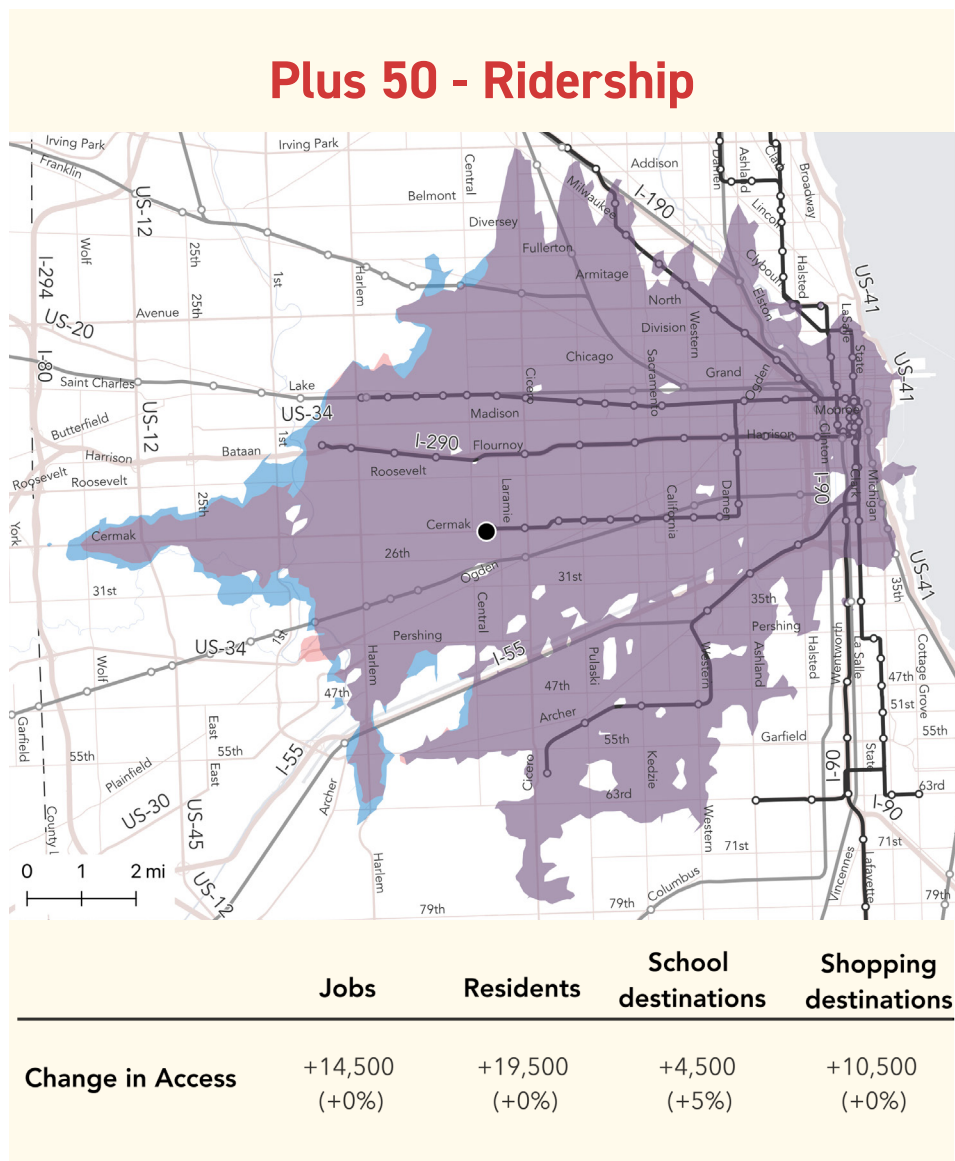 Plus 50 - Ridership
Irving Park
Irving Park
Franklin
Addison
Central
Damen
Ashland
Broadway
Belmont
Milwaukee
I-190
US-12
Lincoln
Diversey
Wolf
25th
Fullerton
Clybourn
Halsted
I-294
1st
Harlem
Armitage
US-41
Elston
25th
North
Avenue
LaSalle
US-20
Division
Western
State
Chicago
Sacramento
I-80
Grand
US-41
Saint Charles
Lake
Cicero
Ogden
US-34
Madison
Monroe
US-12
Butterfield
1st
I-290
Flournoy
Harrison
Clinton
Harrison
Bataan
Roosevelt
Roosevelt
Roosevelt
I-90
Clark
Michigan
25th
Laramie
California
Damen
York
Cermak
Cermak
26th
Ogden
31st
US-41
31st
35th
35th
Central
1st
Pershing
Pershing
US-34
I-55
Wolf
Harlem
Pulaski
Western
Ashland
Halsted
Wentworth
La Salle
Cottage Grove
47th
47th
47th
51st
Archer
Garfield
East
55th
Garfield
55th
55th
55th
I-55
Cicero
Kedzie
State
Plainfield
East
I-90
63rd
63rd
Archer
US-30
I-90
County L
US-45
Western
71st
71st
0 1 2 mi
Harlem
Vincennes
Lafayette
US-12
Columbus
79th
79th
79th
Jobs
Residents
School
destinations
Shopping
destinations
Change in Access
+14,500
(+0%)
+19,500
(+0%)
+4,500
(+5%)
+10,500
(+0%)